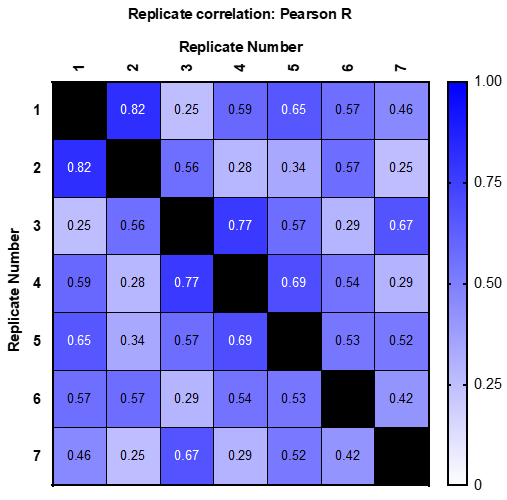 Replicate correlation: Pearson R
Replicate Number
1 2 3 4 5 6 7
1 0.82 0.25 0.59 0.65 0.57 0.46
2 0.82 0.56 0.28 0.34 0.57 0.25
3 0.25 0.56 0.77 0.57 0.29 0.67
4 0.59 0.28 0.77 0.69 0.54 0.29
5 0.65 0.34 0.57 0.69 0.53 0.52
6 0.57 0.57 0.29 0.54 0.53 0.42
7 0.46 0.25 0.67 0.29 0.52 0.42
Replicate Number
1.00
0.75
0.50
0.25
0